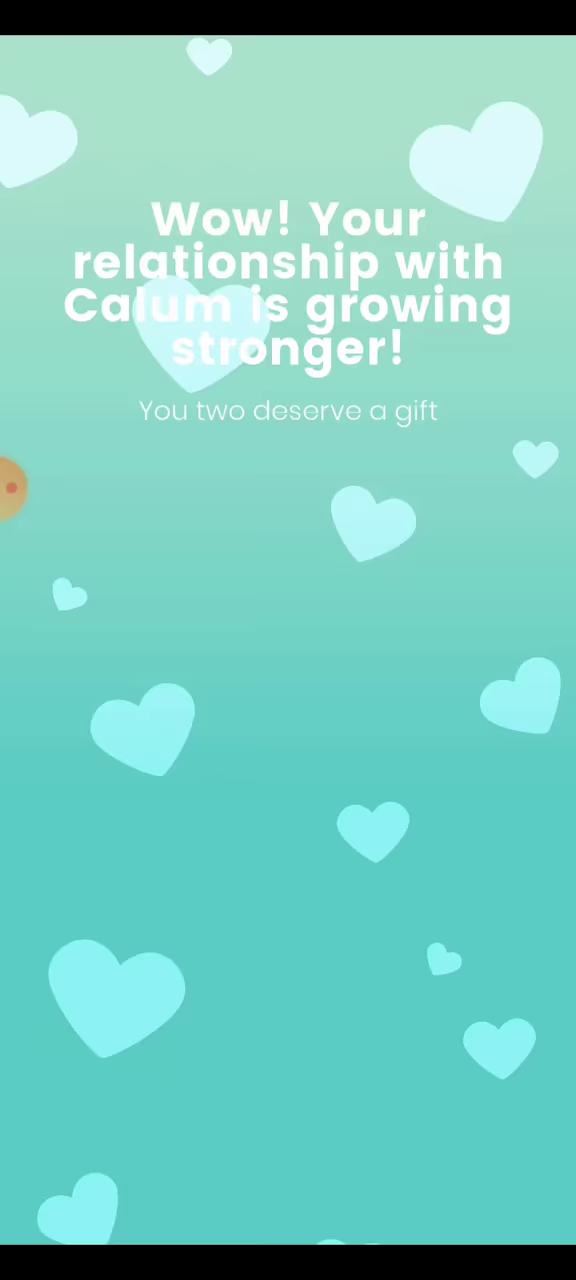 Wow! Your
relationship with
Calum is growing
stronger!
You two deserve a gift